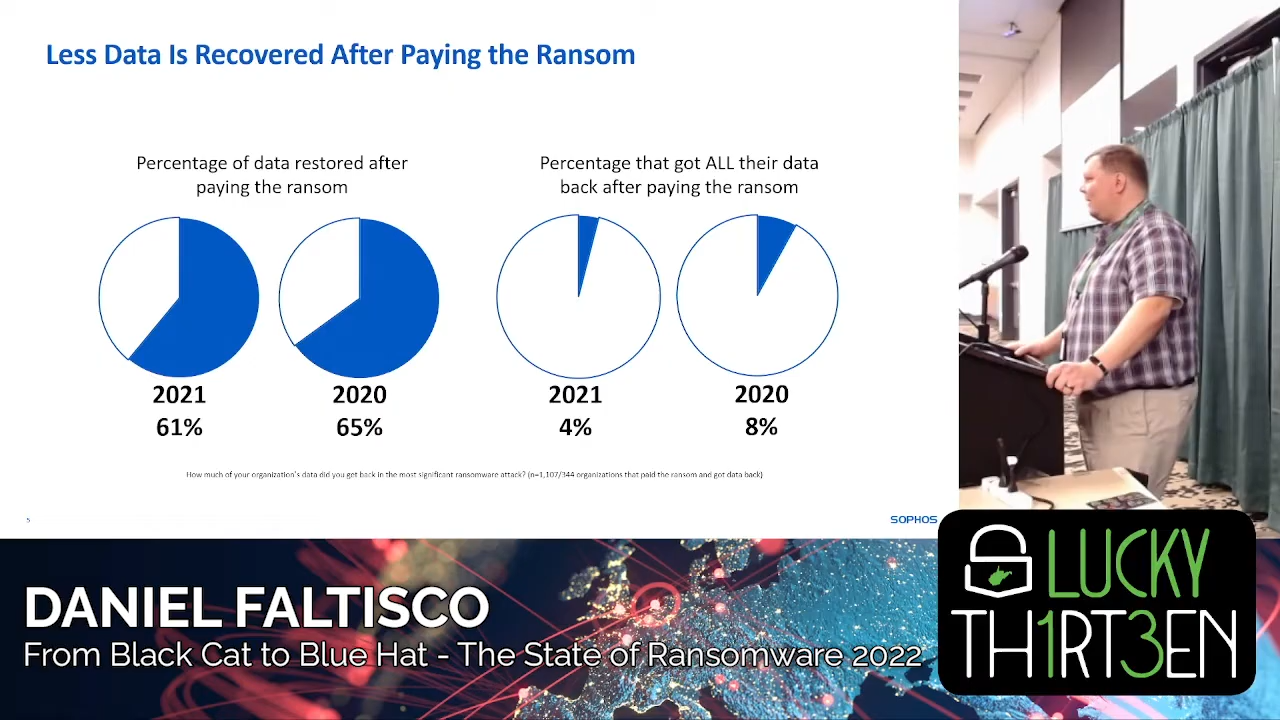 Less Data Is Recovered After Paying the Ransom
Percentage of data restored after
paying the ransom
Percentage that got ALL their data
back after paying the ransom
2021
61%
2020
65%
2021
4%
2020
8%
How much of your organization's data did you get back in the most significant ransomware attack? (n=1,107/344 organizations that paid the ransom and got data back)
5
SOPHOS
DANIEL FALTISCO
From Black Cat to Blue Hat - The State of Ransomware 2022
LUCKY
TH1RT3EN